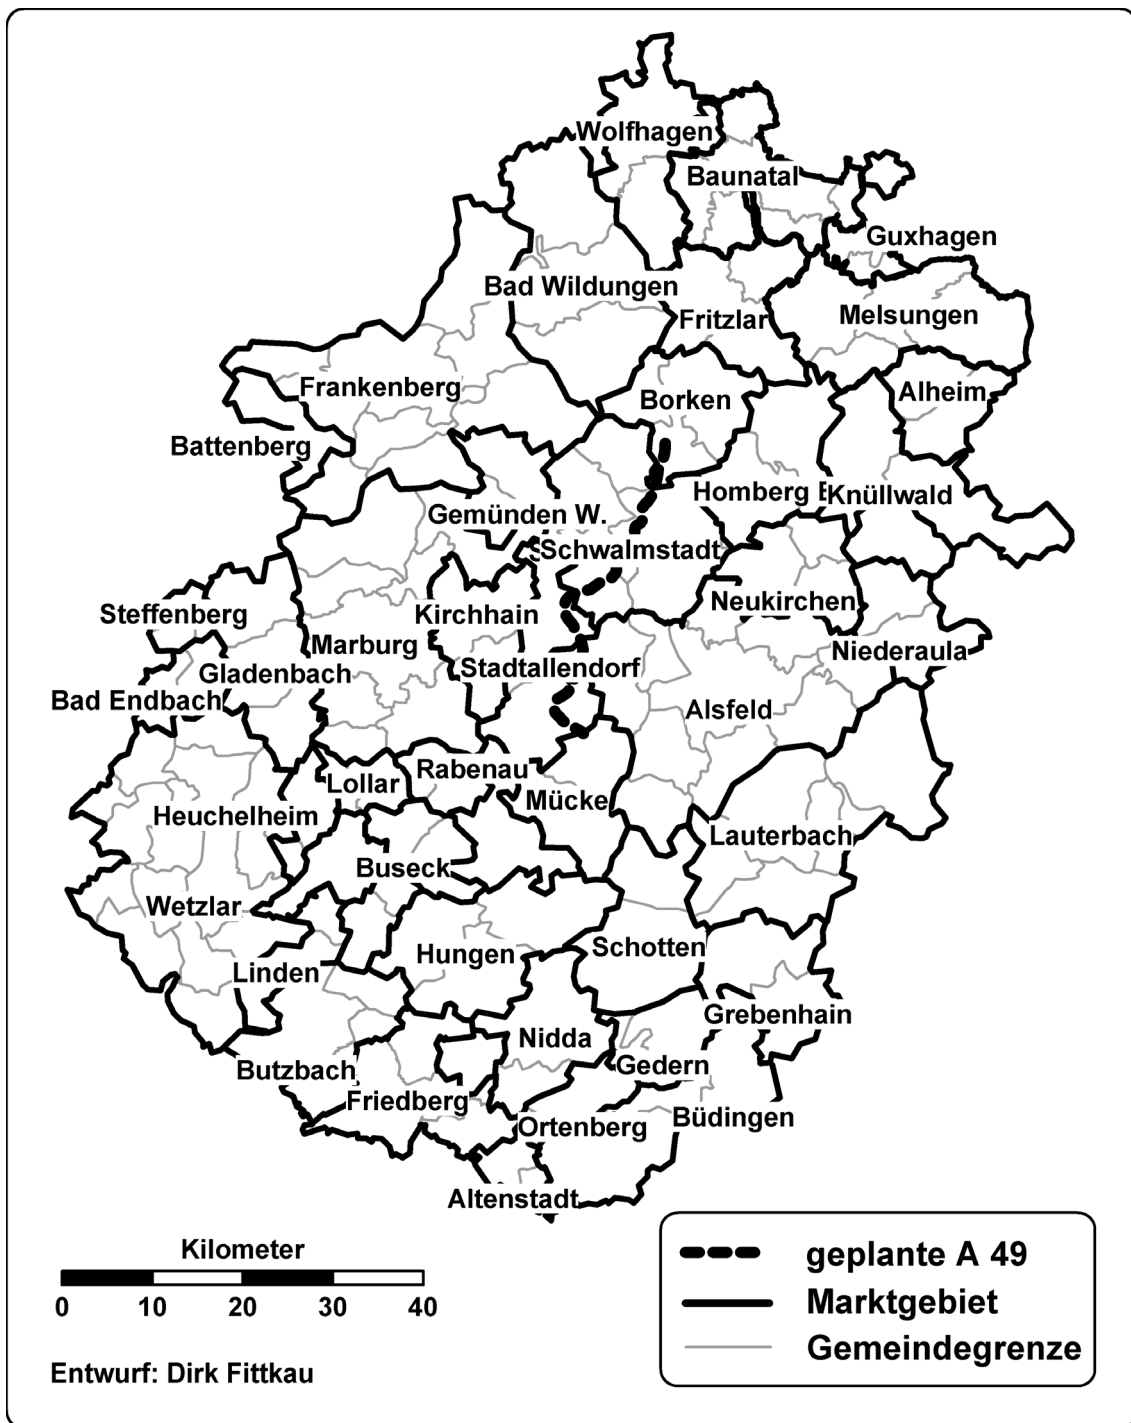 Wolfhagen
Baunatal
Guxhagen
Bad Wildungen
Fritzlar
Melsungen
Frankenberg
Borken
Alheim
Battenberg
Homberg E
Knüllwald
Gemünden W.
Schwalmstadt
Steffenberg
Kirchhain
Neukirchen
Marburg
Niederaula
Gladenbach
Stadtallendorf
Bad Endbach
Alsfeld
Rabenau
Lollar
Mücke
Heuchelheim
Lauterbach
Buseck
Wetzlar
Hungen
Schotten
Linden
Grebenhain
Nidda
Butzbach
Gedern
Friedberg
Ortenberg
Büdingen
Altenstadt
Kilometer
0 10 20 30 40
Entwurf: Dirk Fittkau
geplante A 49
Marktgebiet
Gemeindegrenze